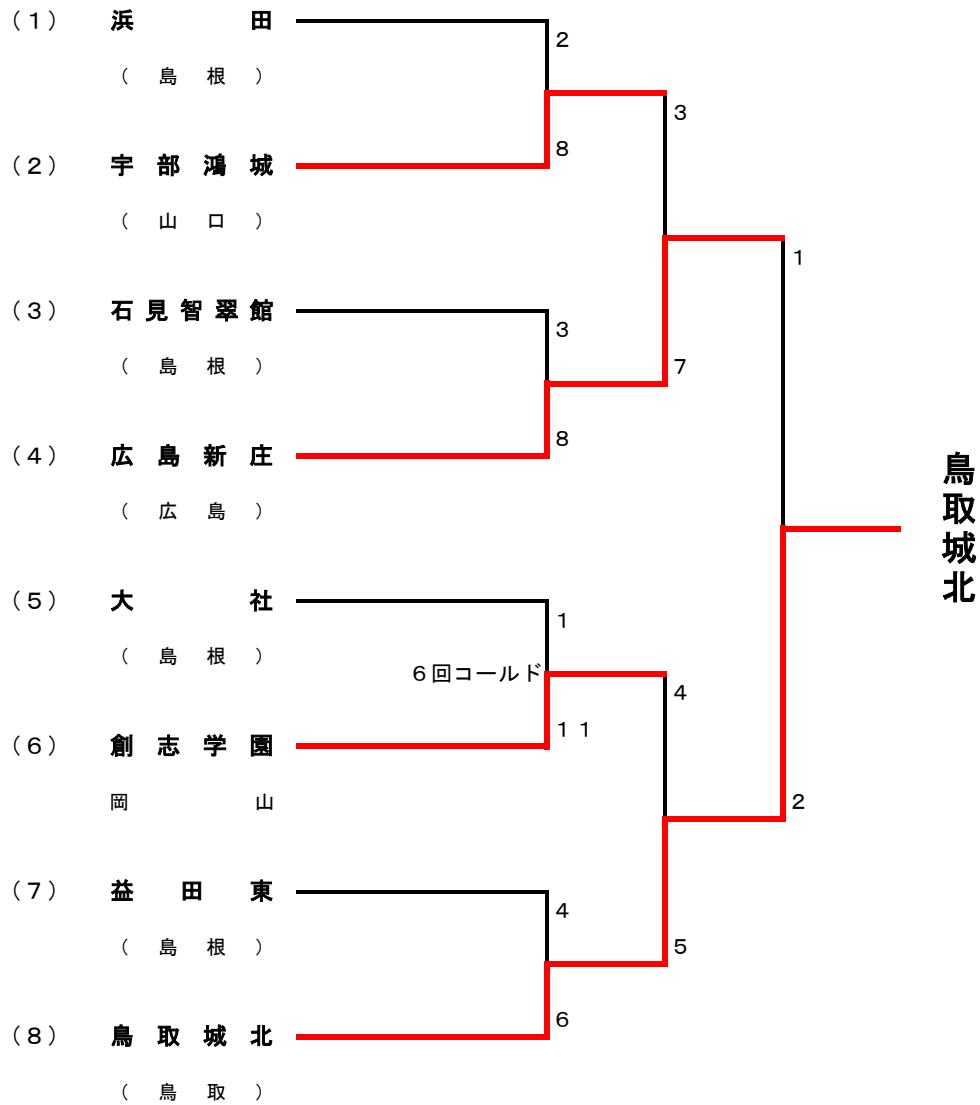 （１） 浜田
2
（島根）
3
（２） 宇部鴻城
8
（山口）
1
（３） 石見智翠館
3
（島根）
7
（４） 広島新庄
8
（広島）
鳥取城北
（５） 大社
1
（島根）
６回コールド
4
（６） 創志学園
１１
岡山
2
（７） 益田東
4
（島根）
5
（８） 鳥取城北
6
（鳥取）